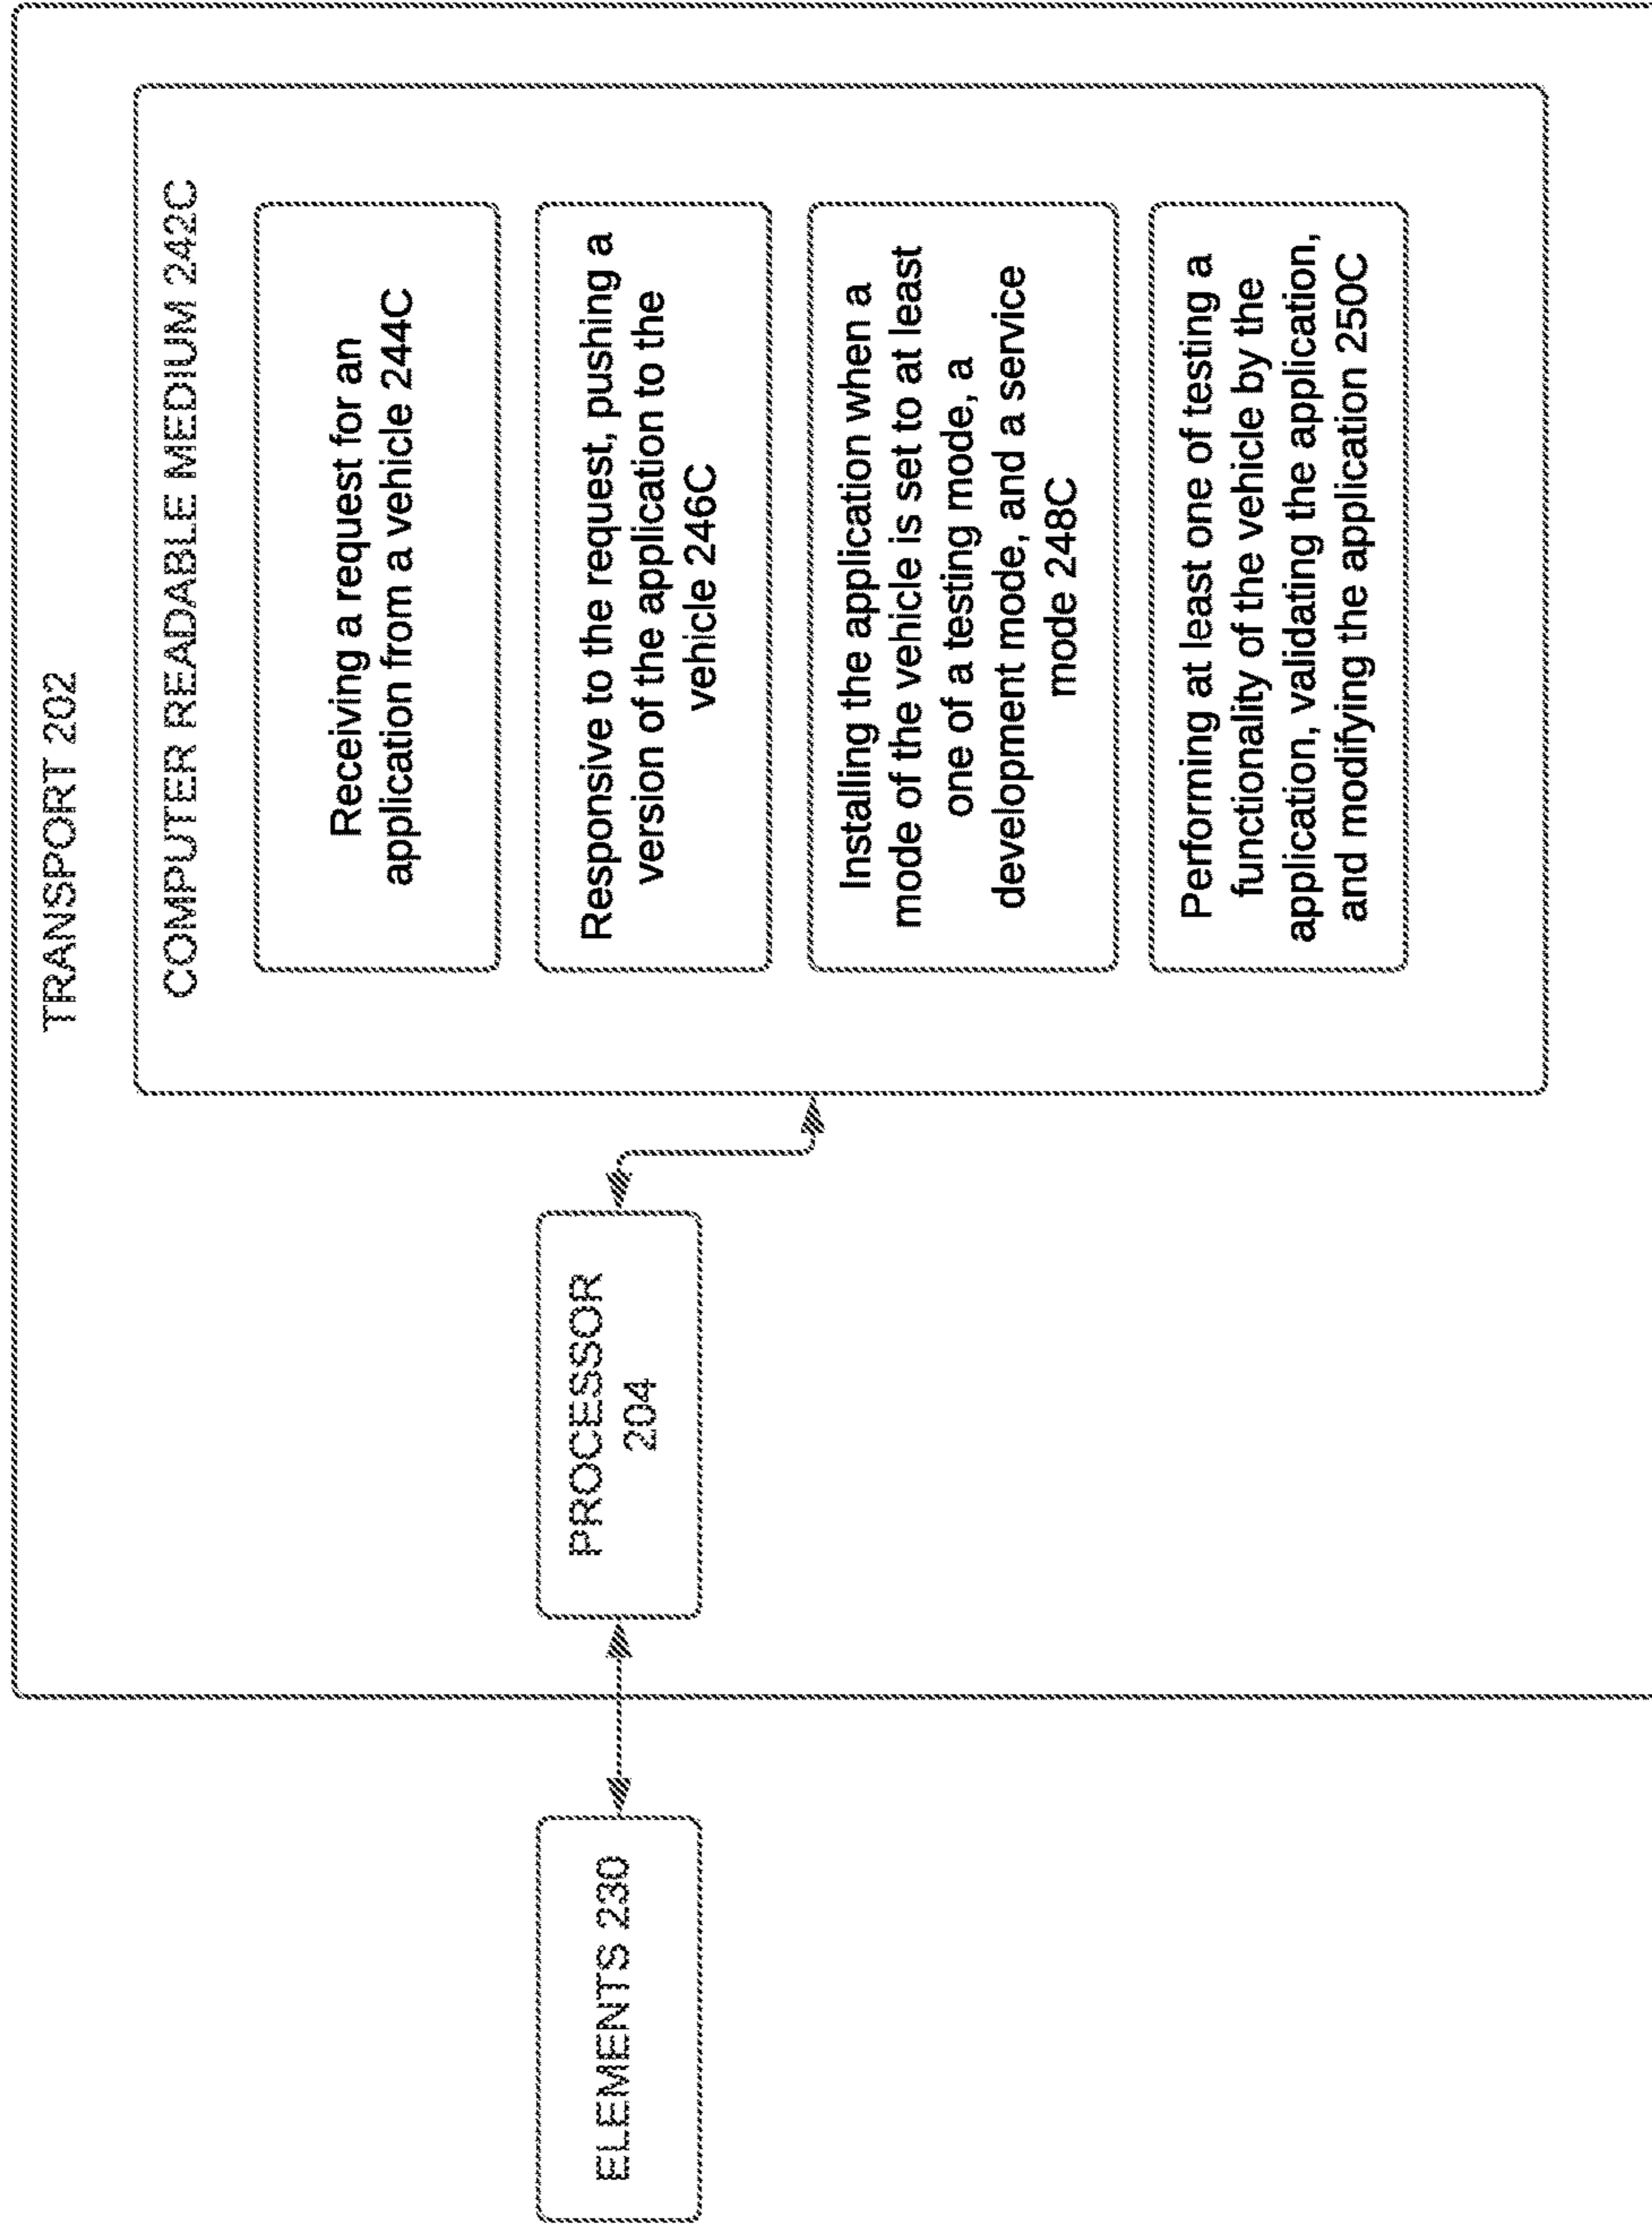 TRANSPORT 202
COMPUTER READABLE MEDIUM 242C
Receiving a request for an
application from a vehicle 244C
Responsive to the request, pushing a
version of the application to the
vehicle 246C
Installing the application when a
mode of the vehicle is set to at least
one of a testing mode, a
development mode, and a service
mode 248C
Performing at least one of testing a
functionality of the vehicle by the
application, validating the application,
and modifying the application 250C
PROCESSOR
204
ELEMENTS 230